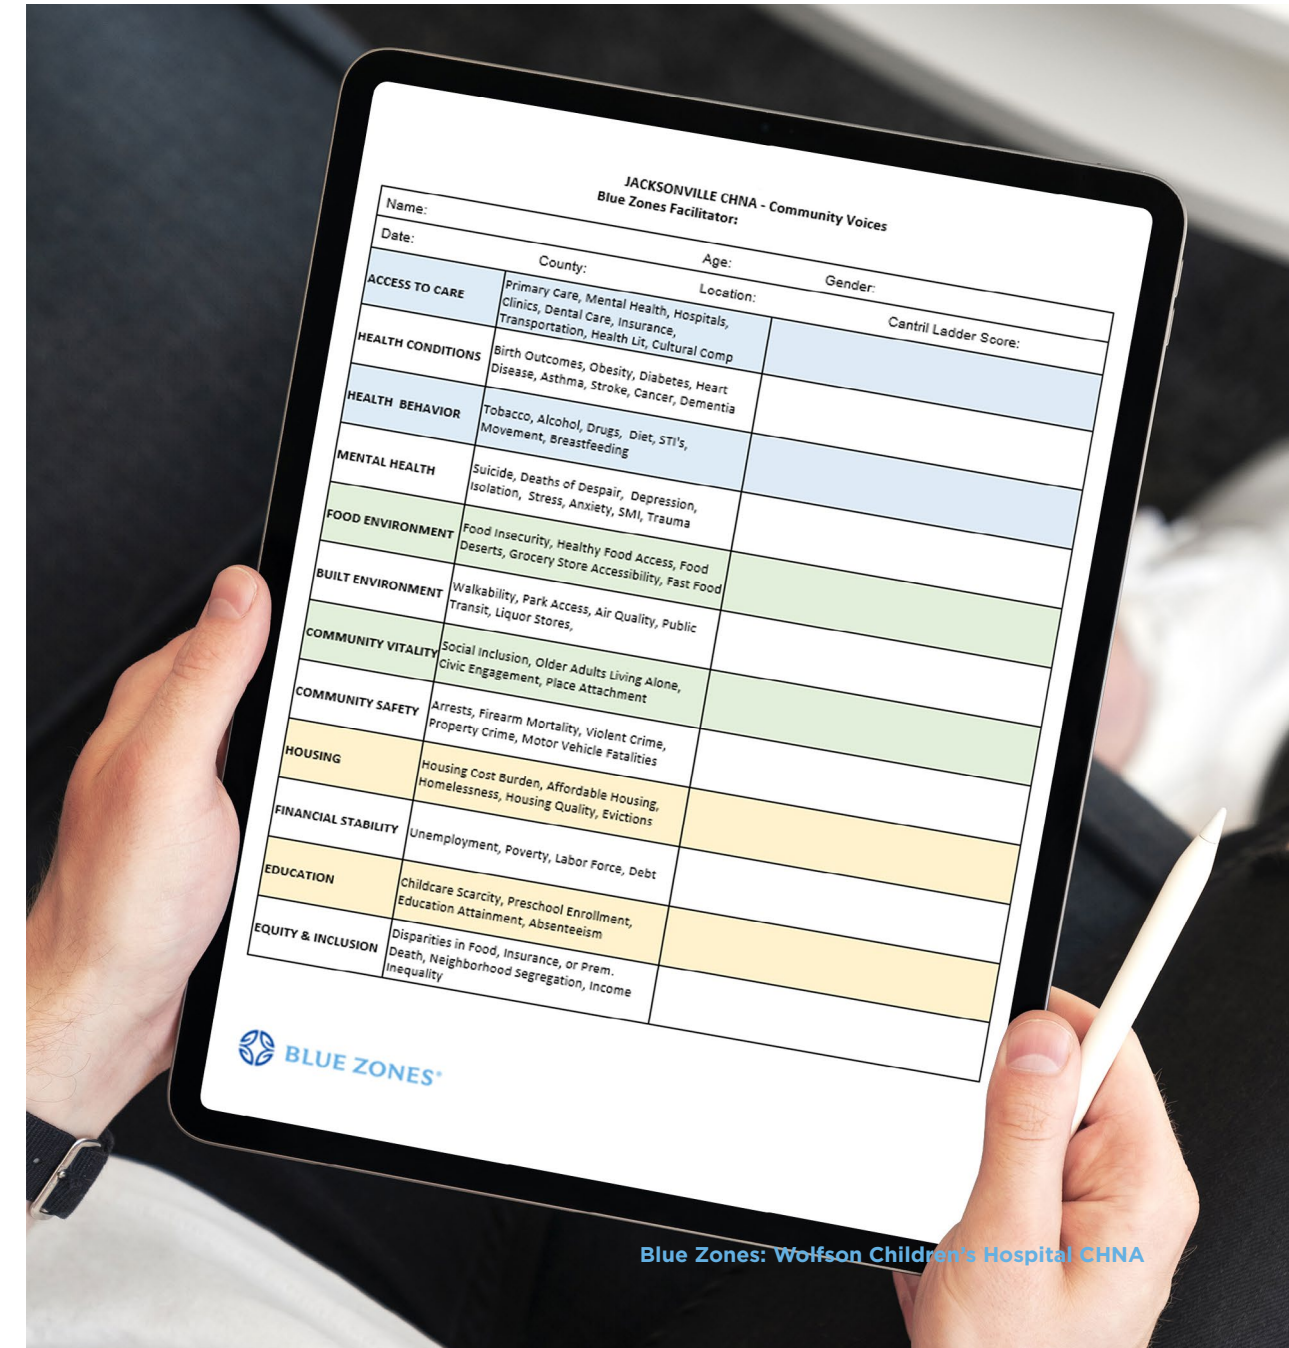 JACKSONVILLE CHNA - Community Voices
Blue Zones Facilitator:
Name: Age: Gender:
Date: County: Location: Cantril Ladder Score:
ACCESS TO CARE
Primary Care, Mental Health, Hospitals,
Clinics, Dental Care, Insurance,
Transportation, Health Lit, Cultural Comp
HEALTH CONDITIONS
Birth Outcomes, Obesity, Diabetes, Heart
Disease, Asthma, Stroke, Cancer, Dementia
HEALTH BEHAVIOR
Tobacco, Alcohol, Drugs, Diet, STI's,
Movement, Breastfeeding
MENTAL HEALTH
Suicide, Deaths of Despair, Depression,
Isolation, Stress, Anxiety, SMI, Trauma
FOOD ENVIRONMENT
Food Insecurity, Healthy Food Access, Food
Deserts, Grocery Store Accessibility, Fast Food
BUILT ENVIRONMENT
Walkability, Park Access, Air Quality, Public
Transit, Liquor Stores,
COMMUNITY VITALITY
Social Inclusion, Older Adults Living Alone,
Civic Engagement, Place Attachment
COMMUNITY SAFETY
Arrests, Firearm Mortality, Violent Crime,
Property Crime, Motor Vehicle Fatalities
HOUSING
Housing Cost Burden, Affordable Housing,
Homelessness, Housing Quality, Evictions
FINANCIAL STABILITY
Unemployment, Poverty, Labor Force, Debt
EDUCATION
Childcare Scarcity, Preschool Enrollment,
Education Attainment, Absenteeism
EQUITY & INCLUSION
Disparities in Food, Insurance, or Prem.
Death, Neighborhood Segregation, Income
Inequality
BLUE ZONES®
Blue Zones: Wolfson Children's Hospital CHNA